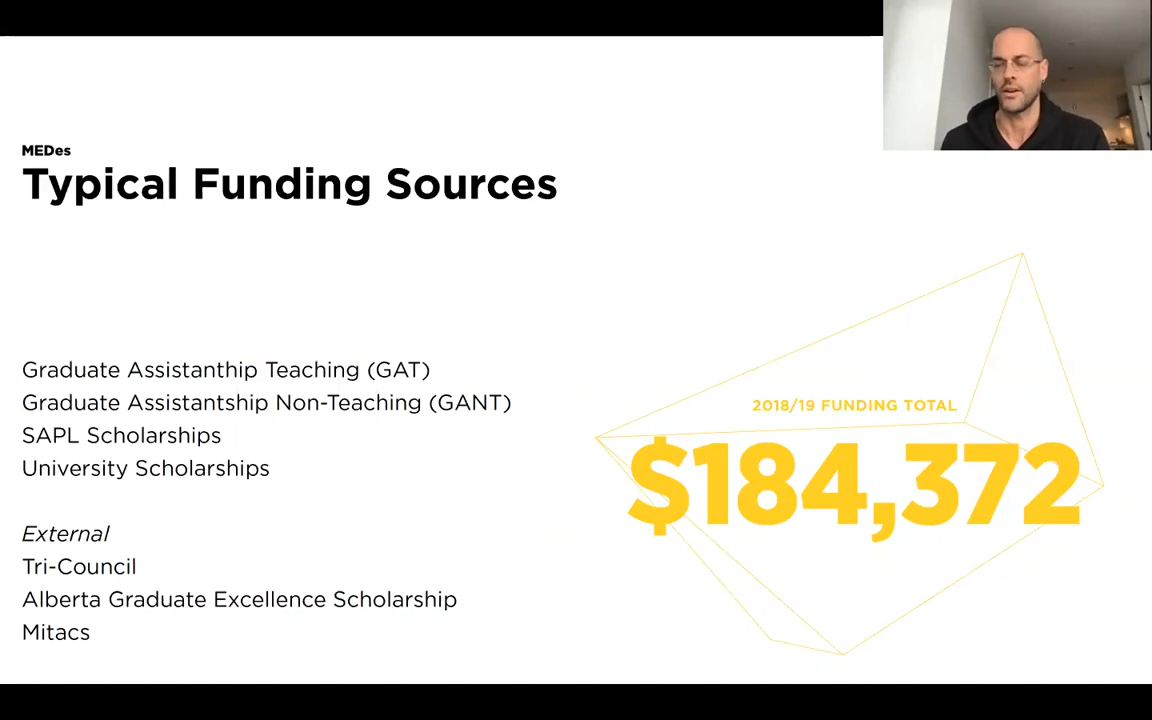 MEDes
Typical Funding Sources
Graduate Assistanthip Teaching (GAT)
Graduate Assistantship Non-Teaching (GANT)
SAPL Scholarships
University Scholarships
External
Tri-Council
Alberta Graduate Excellence Scholarship
Mitacs
2018/19 FUNDING TOTAL
$184,372